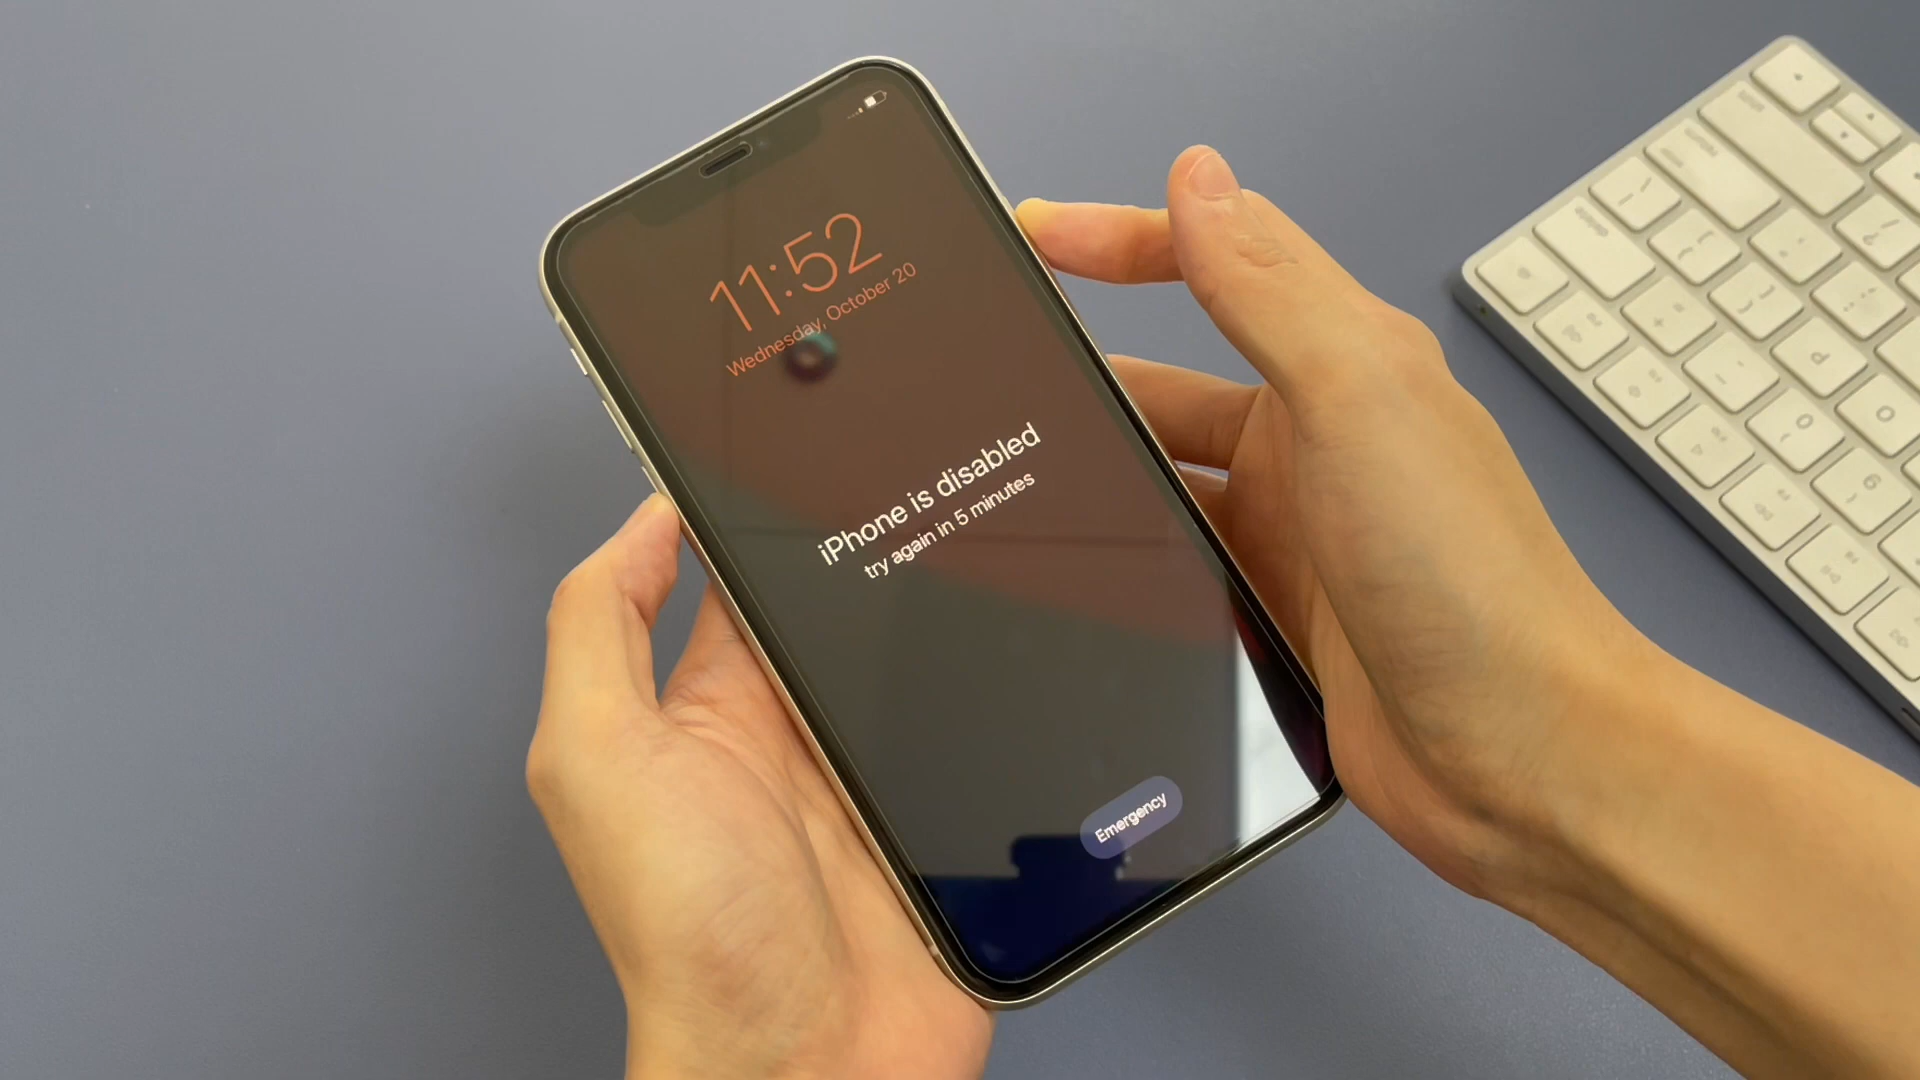 11:52
Wednesday, October 20
iPhone is disabled
try again in 5 minutes
Emergency